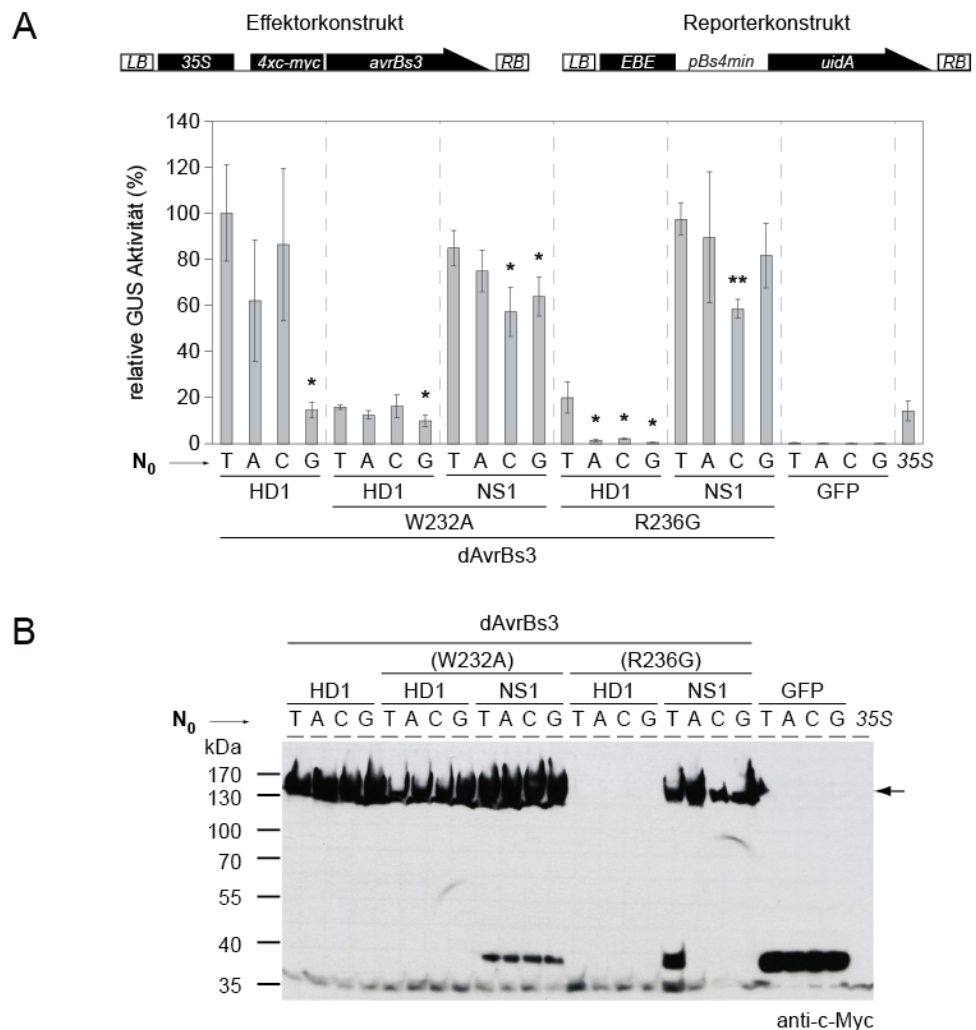 A
Effektorkonstrukt
Reporterkonstrukt
LB 35S 4xc-myc avrBs3 RB
LB EBE pBs4min uidA RB
relative GUS Aktivität (%)
140
120
100
80
60
40
20
0
* * * * * * * **
N0 T A C G T A C G T A C G T A C G T A C G T A C G 35S
HD1 HD1 NS1 HD1 NS1 GFP
W232A R236G
dAvrBs3
B
dAvrBs3
(W232A) (R236G)
HD1 HD1 NS1 HD1 NS1 GFP
N0 T A C G T A C G T A C G T A C G T A C G T A C G 35S
kDa
170
130
100
70
55
40
35
anti-c-Myc